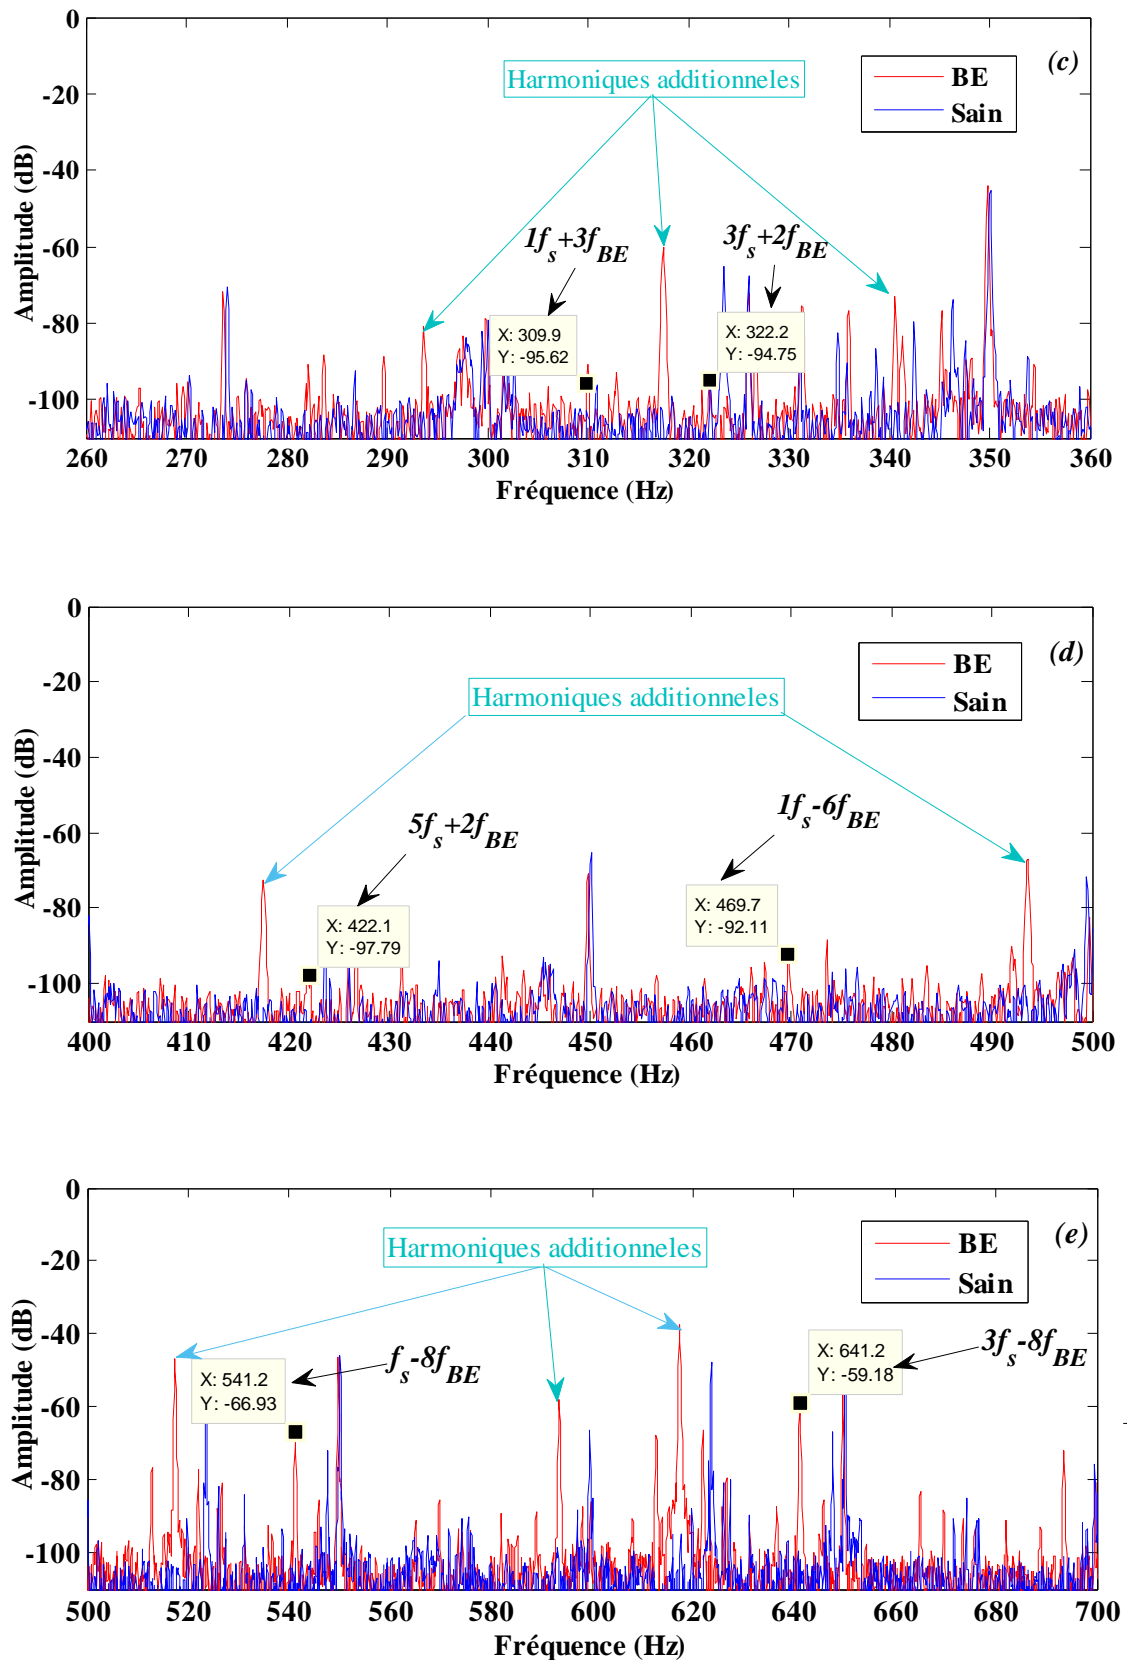 0
-20
-40
-60
-80
-100
Amplitude (dB)
(c)
BE
Sain
Harmoniques additionneles
1fs+3fBE
3fs+2fBE
X: 309.9
Y: -95.62
X: 322.2
Y: -94.75
260 270 280 290 300 310 320 330 340 350 360
Fréquence (Hz)
0
-20
-40
-60
-80
-100
Amplitude (dB)
(d)
BE
Sain
Harmoniques additionneles
5fs+2fBE
1fs-6fBE
X: 422.1
Y: -97.79
X: 469.7
Y: -92.11
400 410 420 430 440 450 460 470 480 490 500
Fréquence (Hz)
0
-20
-40
-60
-80
-100
Amplitude (dB)
(e)
BE
Sain
Harmoniques additionneles
fs-8fBE
3fs-8fBE
X: 541.2
Y: -66.93
X: 641.2
Y: -59.18
500 520 540 560 580 600 620 640 660 680 700
Fréquence (Hz)